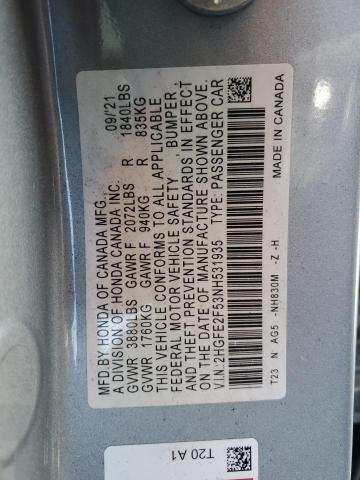 MFD. BY HONDA OF CANADA MFG. 09/'21
A DIVISION OF HONDA CANADA INC.
GVWR 3880LBS GAWR F 2072LBS R 1840LBS
GVWR 1760KG GAWR F 940KG R 835KG
THIS VEHICLE CONFORMS TO ALL APPLICABLE
FEDERAL MOTOR VEHICLE SAFETY BUMPER,
AND THEFT PREVENTION STANDARDS IN EFFECT
ON THE DATE OF MANUFACTURE SHOWN ABOVE.
V.I.N.: 2HGFE2F53NH531935 TYPE: PASSENGER CAR
T23 N AG5 -NH830M -Z -H MADE IN CANADA
T20 A1